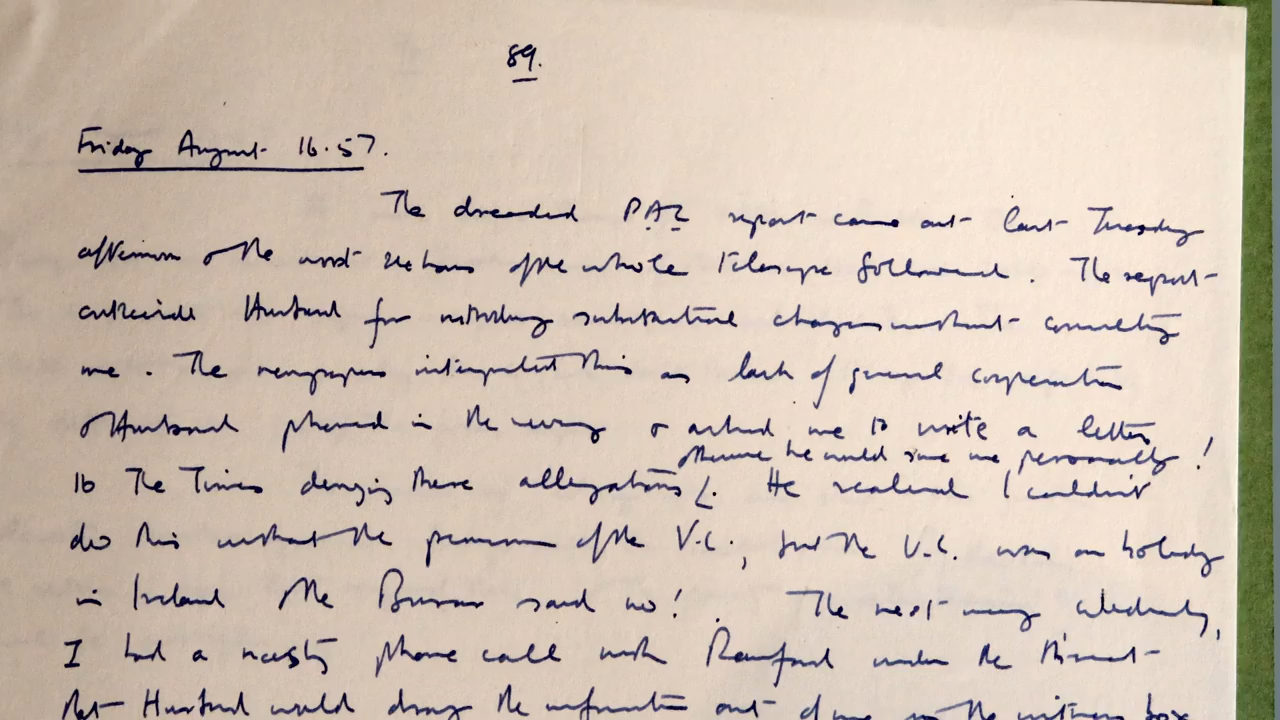 89.
Friday August 16.57.
The dreaded PAC report came out last Tuesday
afternoon & the worst 24 hours of the whole Telescope followed. The report
criticised Husband for introducing substantial changes without consulting
me. The newspapers interpreted this as lack of general cooperation
& Husband phoned in the evening & asked me to write a letter
otherwise he would sue me personally!
to The Times denying these allegations. He realised I couldn't
do this without the permission of the V.C., but the V.C. was on holiday
in Ireland & the Bursar said no! The next morning Wednesday,
I had a nasty phone call with Rainford under the threat
that Husband would drag the information out of me in the witness box